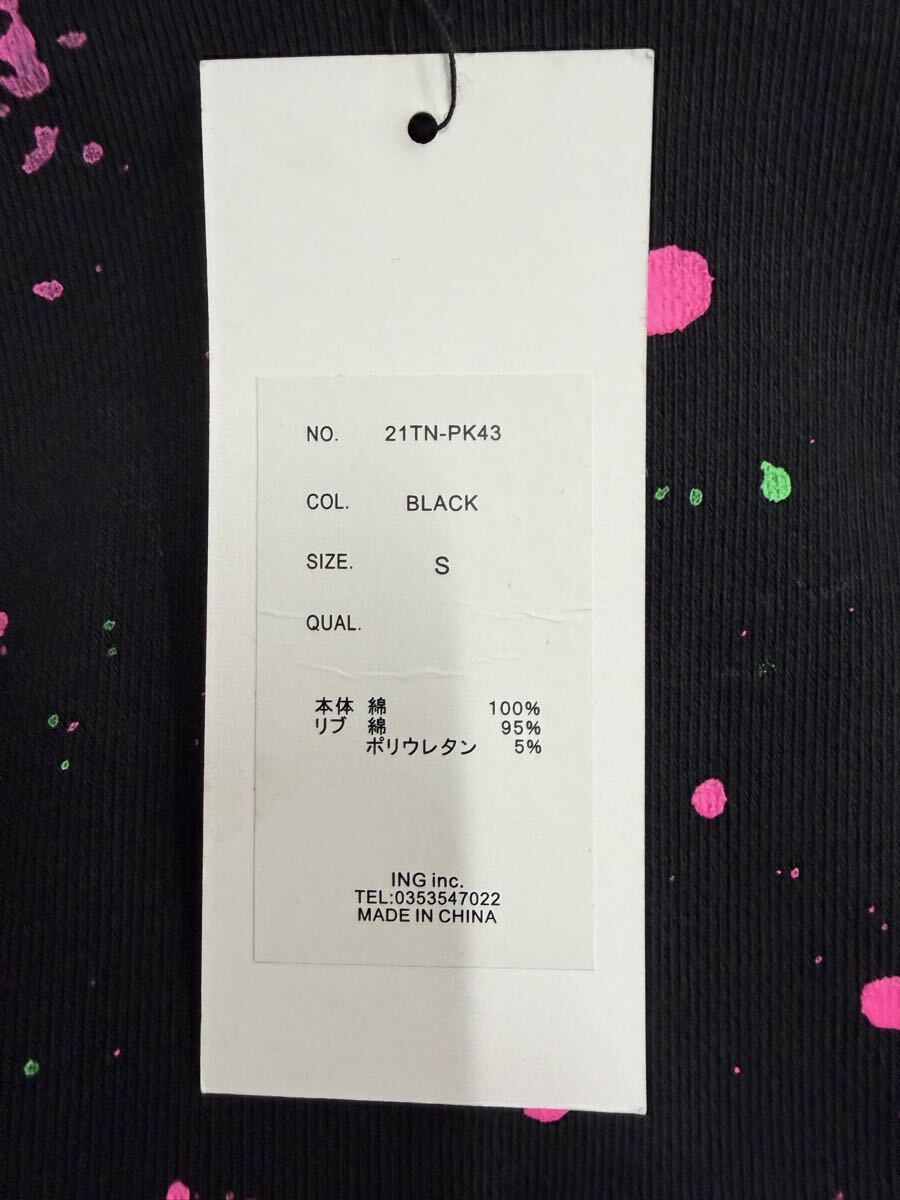 NO. 21TN-PK43
COL. BLACK
SIZE. S
QUAL.
本体 綿 100%
リブ 綿 95%
ポリウレタン 5%
ING inc.
TEL:0353547022
MADE IN CHINA